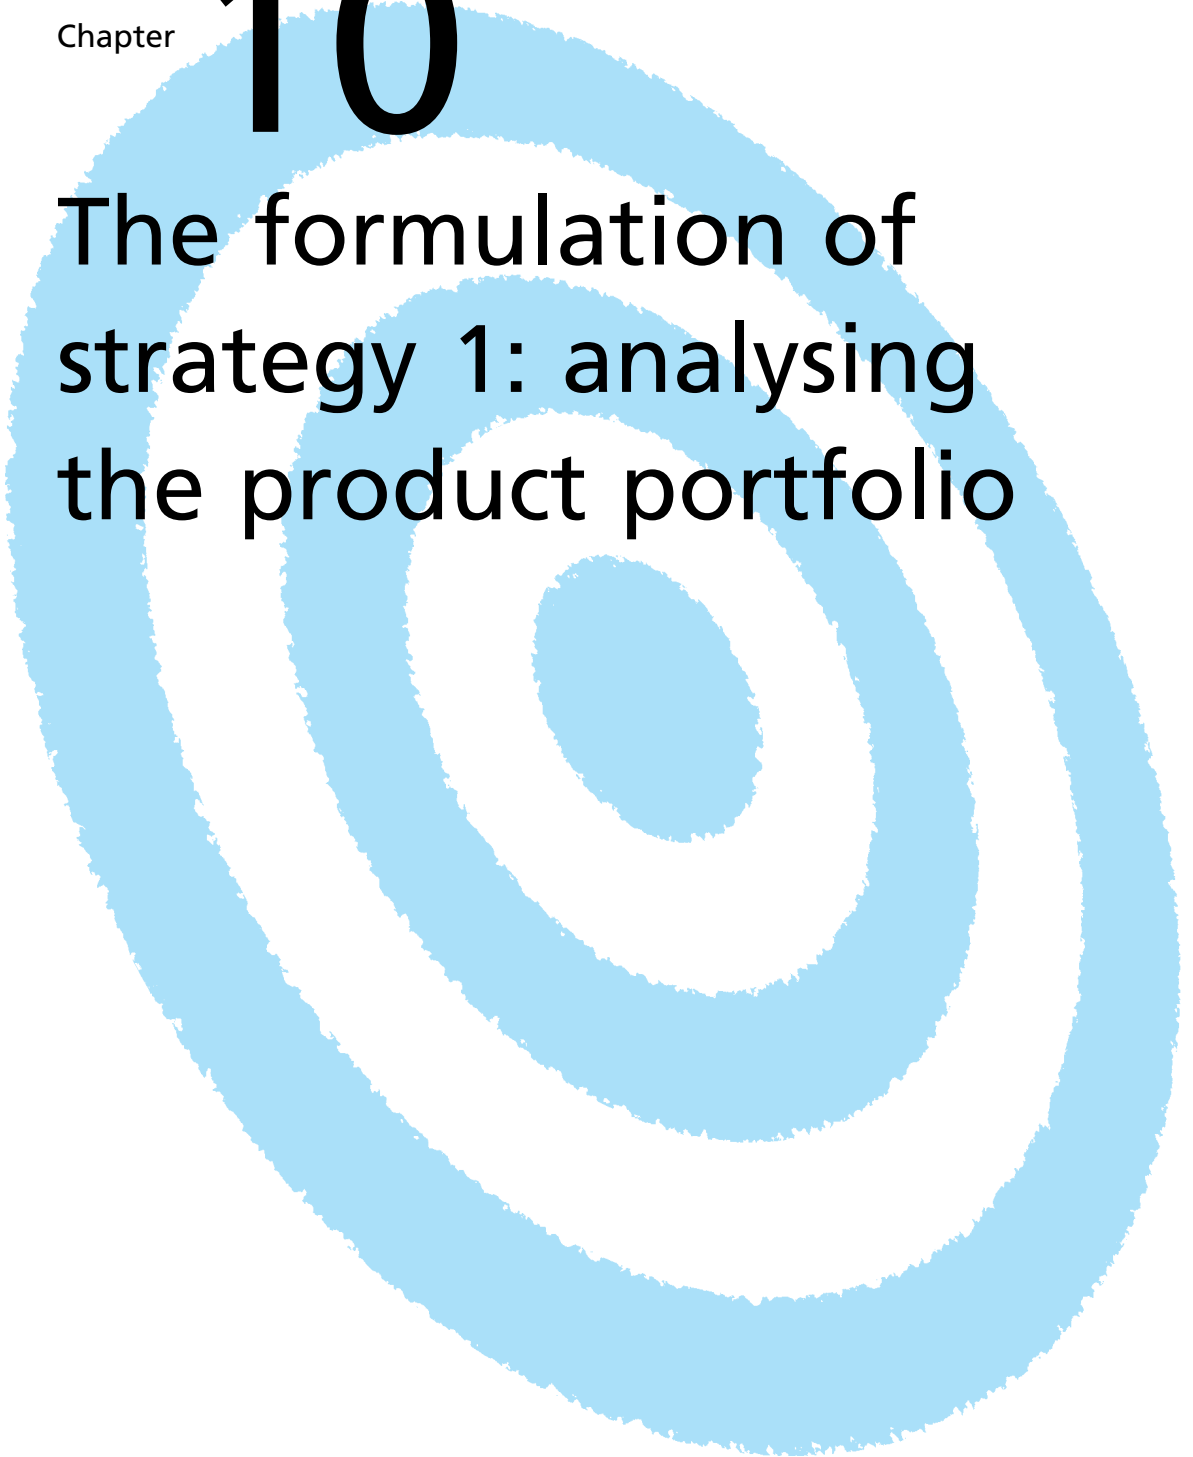 Chapter 10
The formulation of
strategy 1: analysing
the product portfolio